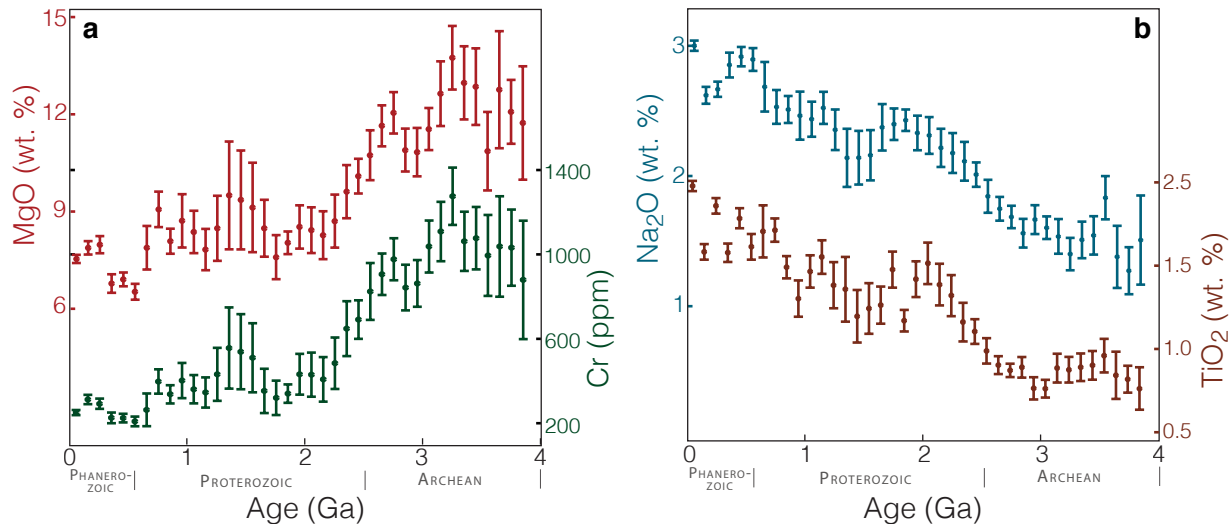 a
15
12
9
6
MgO (wt. %)
1400
1000
600
200
Cr (ppm)
0
1
2
3
4
PHANERO-
ZOIC
PROTEROZOIC
ARCHEAN
Age (Ga)
b
3
2
1
Na₂O (wt. %)
2.5
1.5
1.0
0.5
TiO₂ (wt. %)
0
1
2
3
4
PHANERO-
ZOIC
PROTEROZOIC
ARCHEAN
Age (Ga)